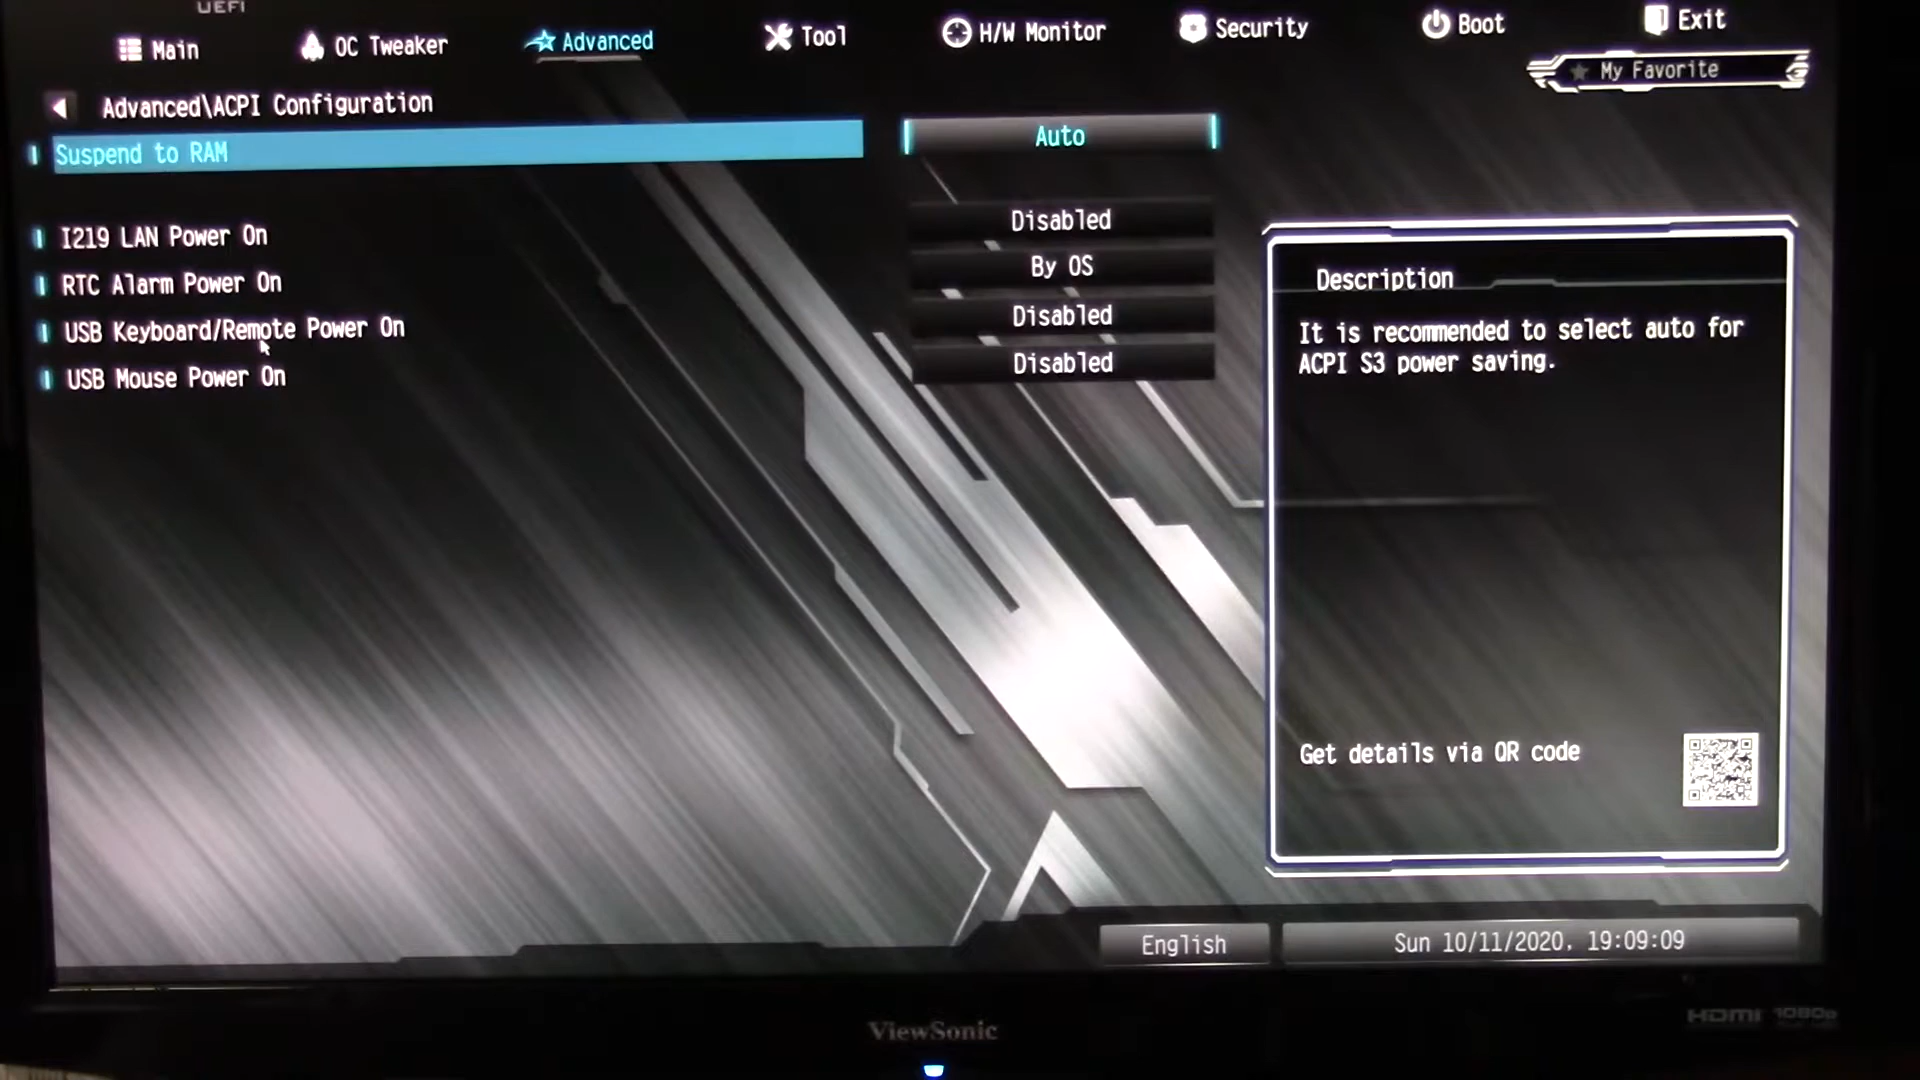 UEFI
Main
OC Tweaker
Advanced
Tool
H/W Monitor
Security
Boot
Exit
My Favorite
Advanced\ACPI Configuration
Suspend to RAM
Auto
I219 LAN Power On
Disabled
RTC Alarm Power On
By OS
USB Keyboard/Remote Power On
Disabled
USB Mouse Power On
Disabled
Description
It is recommended to select auto for
ACPI S3 power saving.
Get details via QR code
English
Sun 10/11/2020. 19:09:09
ViewSonic
HDMI 1080p